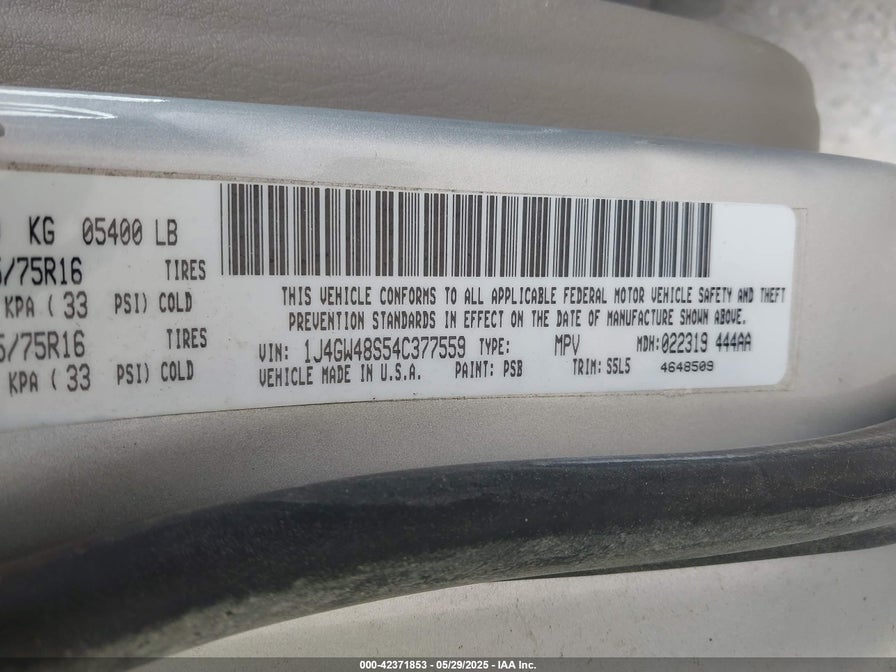 KG 05400 LB
/75R16 TIRES
KPA ( 33 PSI) COLD
/75R16 TIRES
KPA ( 33 PSI) COLD
THIS VEHICLE CONFORMS TO ALL APPLICABLE FEDERAL MOTOR VEHICLE SAFETY AND THEFT
PREVENTION STANDARDS IN EFFECT ON THE DATE OF MANUFACTURE SHOWN ABOVE.
VIN: 1J4GW48S54C377559 TYPE: MPV MDH:022319 444AA
VEHICLE MADE IN U.S.A. PAINT: PSB TRIM: S5L5 4648509
000-42371853 / 05/29/2025 - IAA Inc.